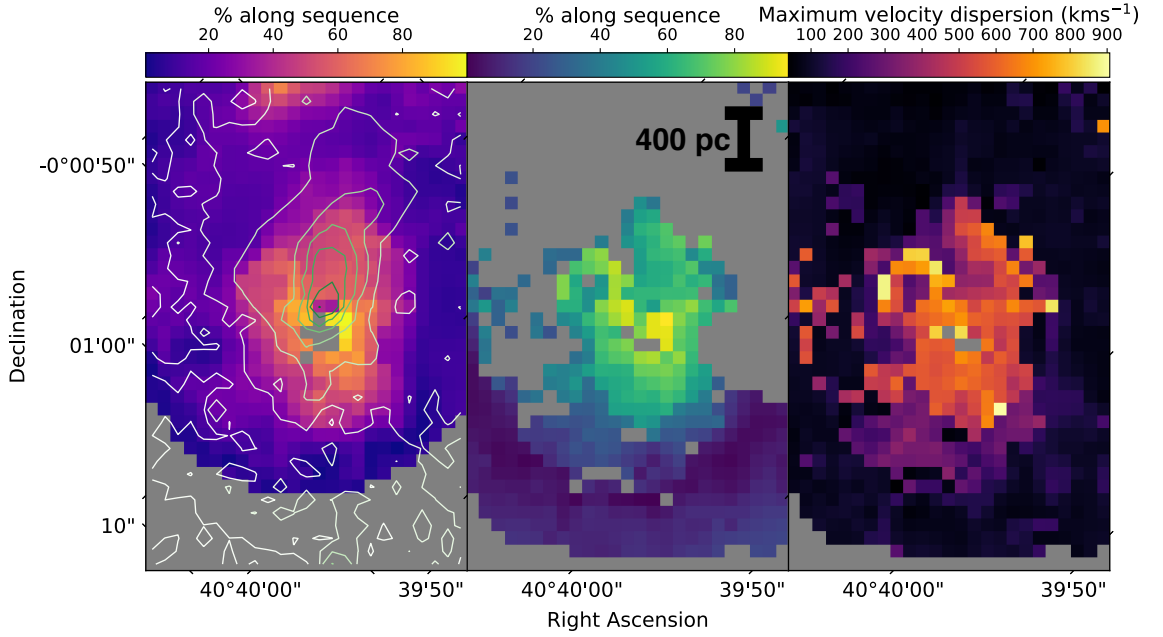 % along sequence
% along sequence
Maximum velocity dispersion (kms⁻¹)
20 40 60 80
20 40 60 80
100 200 300 400 500 600 700 800 900
400 pc
-0°00'50"
01'00"
10"
Declination
40°40'00" 39'50"
40°40'00" 39'50"
40°40'00" 39'50"
Right Ascension